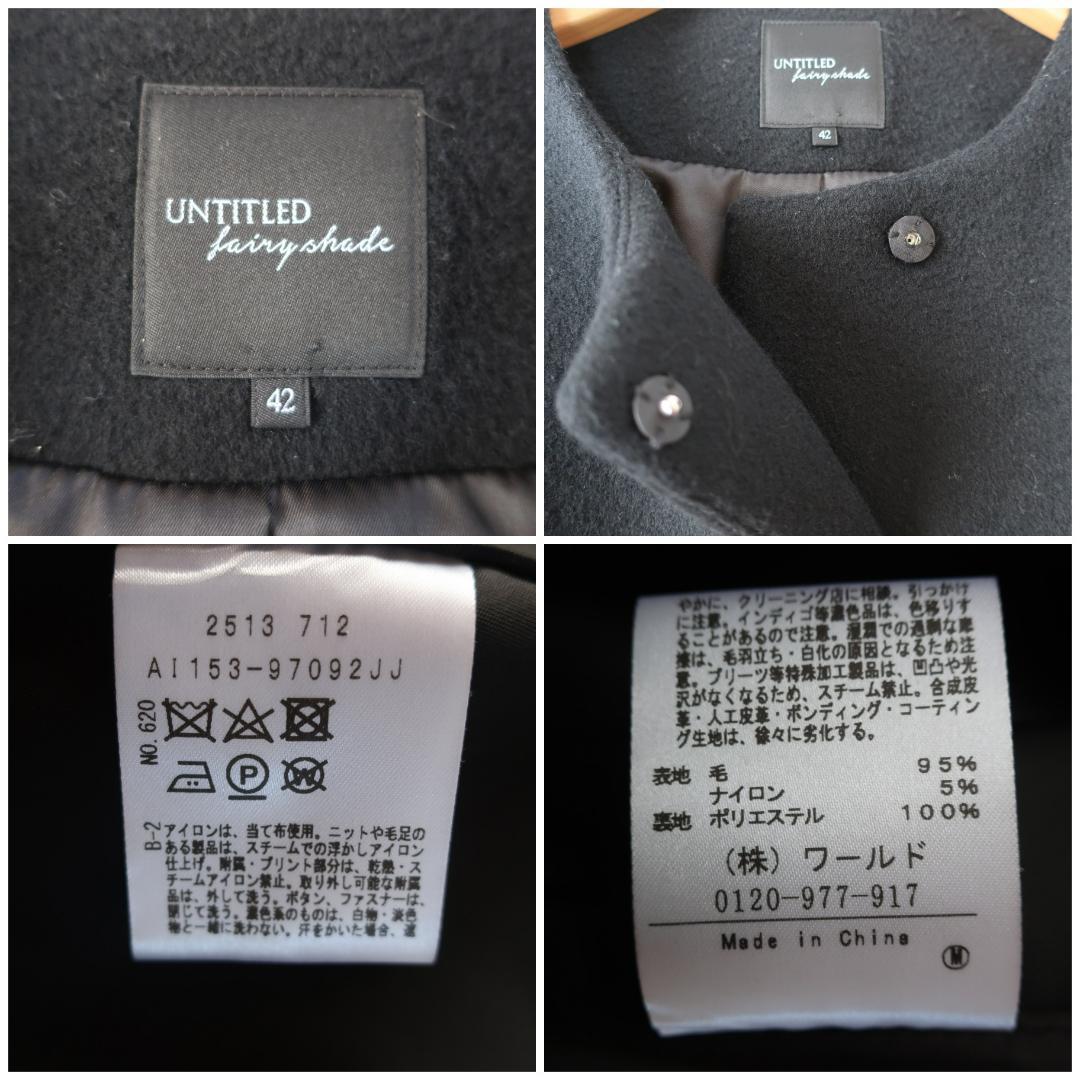 UNTITLED
fairy shade
42
UNTITLED
fairy shade
42
2513 712
AI153-97092JJ
NO.620
P
W
B-2
アイロンは、当て布使用。ニットや毛足の
ある製品は、スチームでの浮かしアイロン
仕上げ。附属・プリント部分は、乾熱・ス
チームアイロン禁止。取り外し可能な附属
品は、外して洗う。ボタン、ファスナーは、
閉じて洗う。濃色系のものは、白物・淡色
物と一緒に洗わない。汗をかいた場合、速
やかに、クリーニング店に相談。引っかけ
に注意。インディゴ等濃色品は、色移りす
ることがあるので注意。湿潤での過剰な摩
擦は、毛羽立ち・白化の原因となるため注
意。プリーツ等特殊加工製品は、凹凸や光
沢がなくなるため、スチーム禁止。合成皮
革・人工皮革・ボンディング・コーティン
グ生地は、徐々に劣化する。
表地 毛 95%
ナイロン 5%
裏地 ポリエステル 100%
(株) ワールド
0120-977-917
Made in China
M